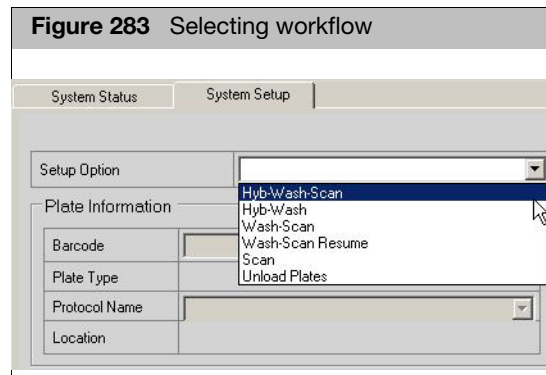 Figure 283 Selecting workflow
System Status System Setup
Setup Option
Hyb-Wash-Scan
Hyb-Wash
Wash-Scan
Wash-Scan Resume
Scan
Unload Plates
Plate Information
Barcode
Plate Type
Protocol Name
Location